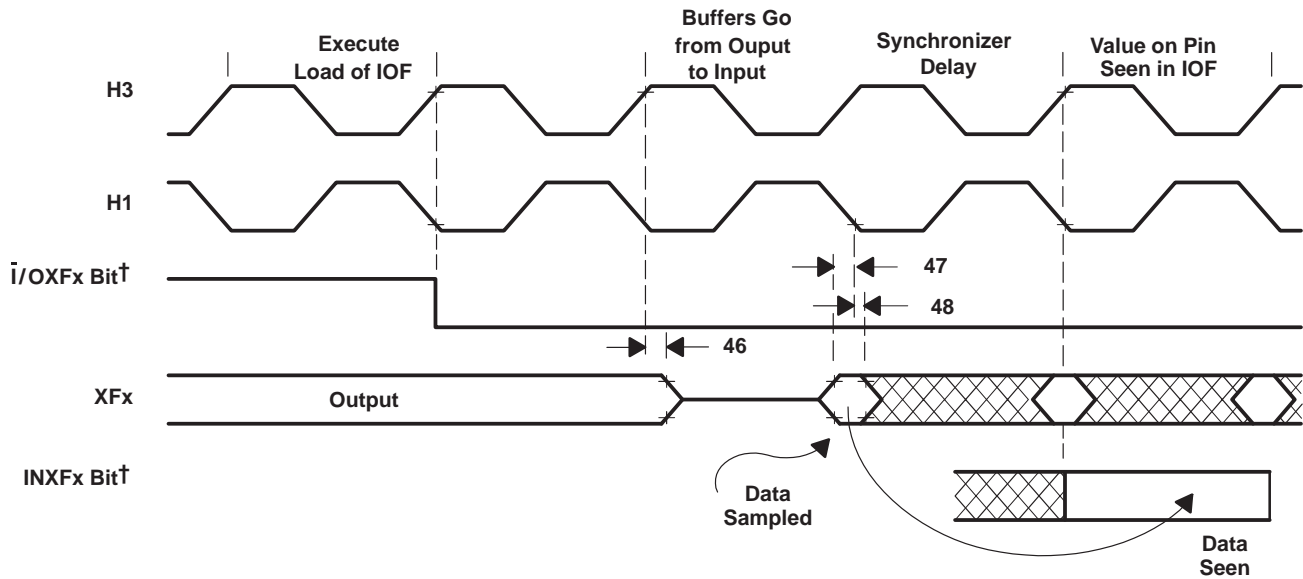 Execute
Load of IOF
Buffers Go
from Ouput
to Input
Synchronizer
Delay
Value on Pin
Seen in IOF
H3
H1
Ī/OXFx Bit†
47
48
46
XFx
Output
INXFx Bit†
Data
Sampled
Data
Seen